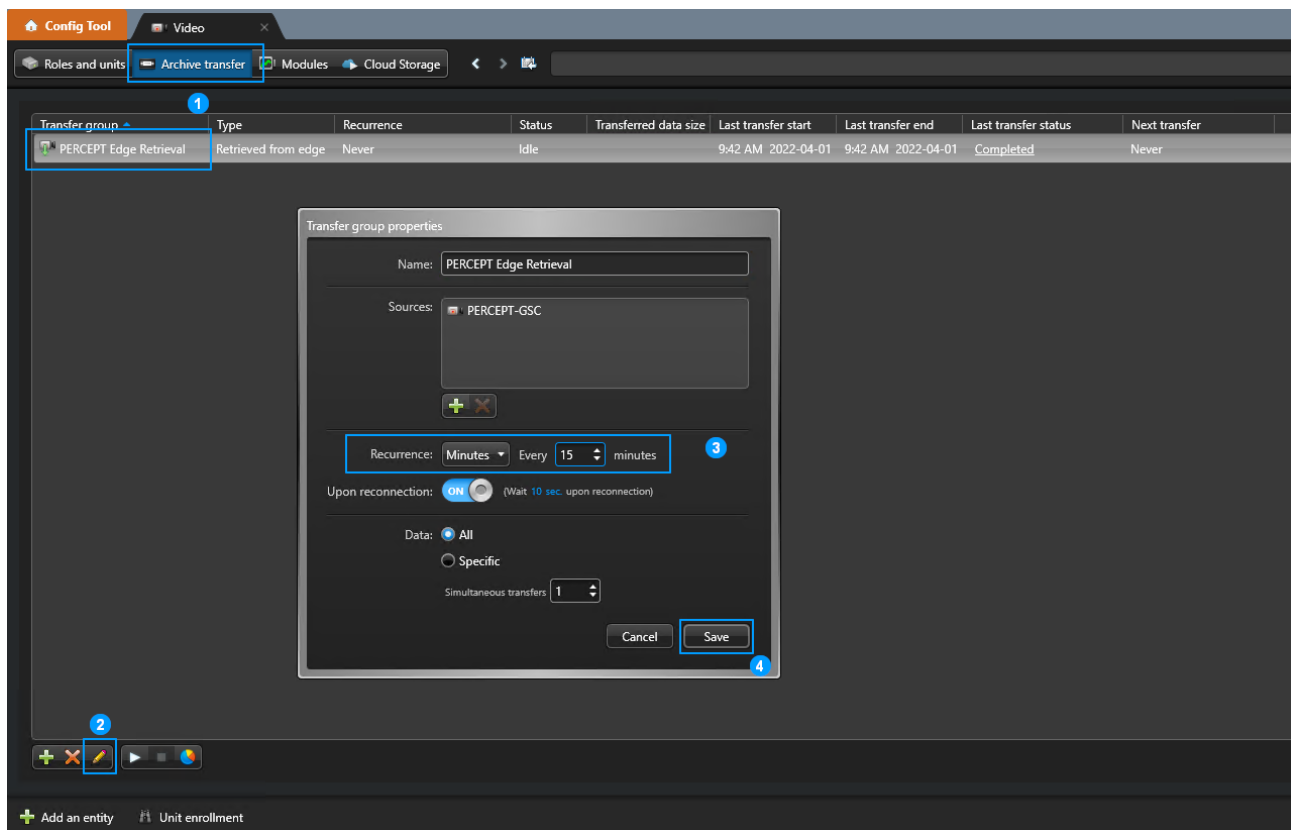 Config Tool Video
Roles and units Archive transfer Modules Cloud Storage
1
Transfer group Type Recurrence Status Transferred data size Last transfer start Last transfer end Last transfer status Next transfer
PERCEPT Edge Retrieval Retrieved from edge Never Idle 9:42 AM 2022-04-01 9:42 AM 2022-04-01 Completed Never
Transfer group properties
Name: PERCEPT Edge Retrieval
Sources: PERCEPT-GSC
Recurrence: Minutes Every 15 minutes 3
Upon reconnection: ON (Wait 10 sec. upon reconnection)
Data: All
Specific
Simultaneous transfers 1
Cancel Save
4
2
Add an entity Unit enrollment